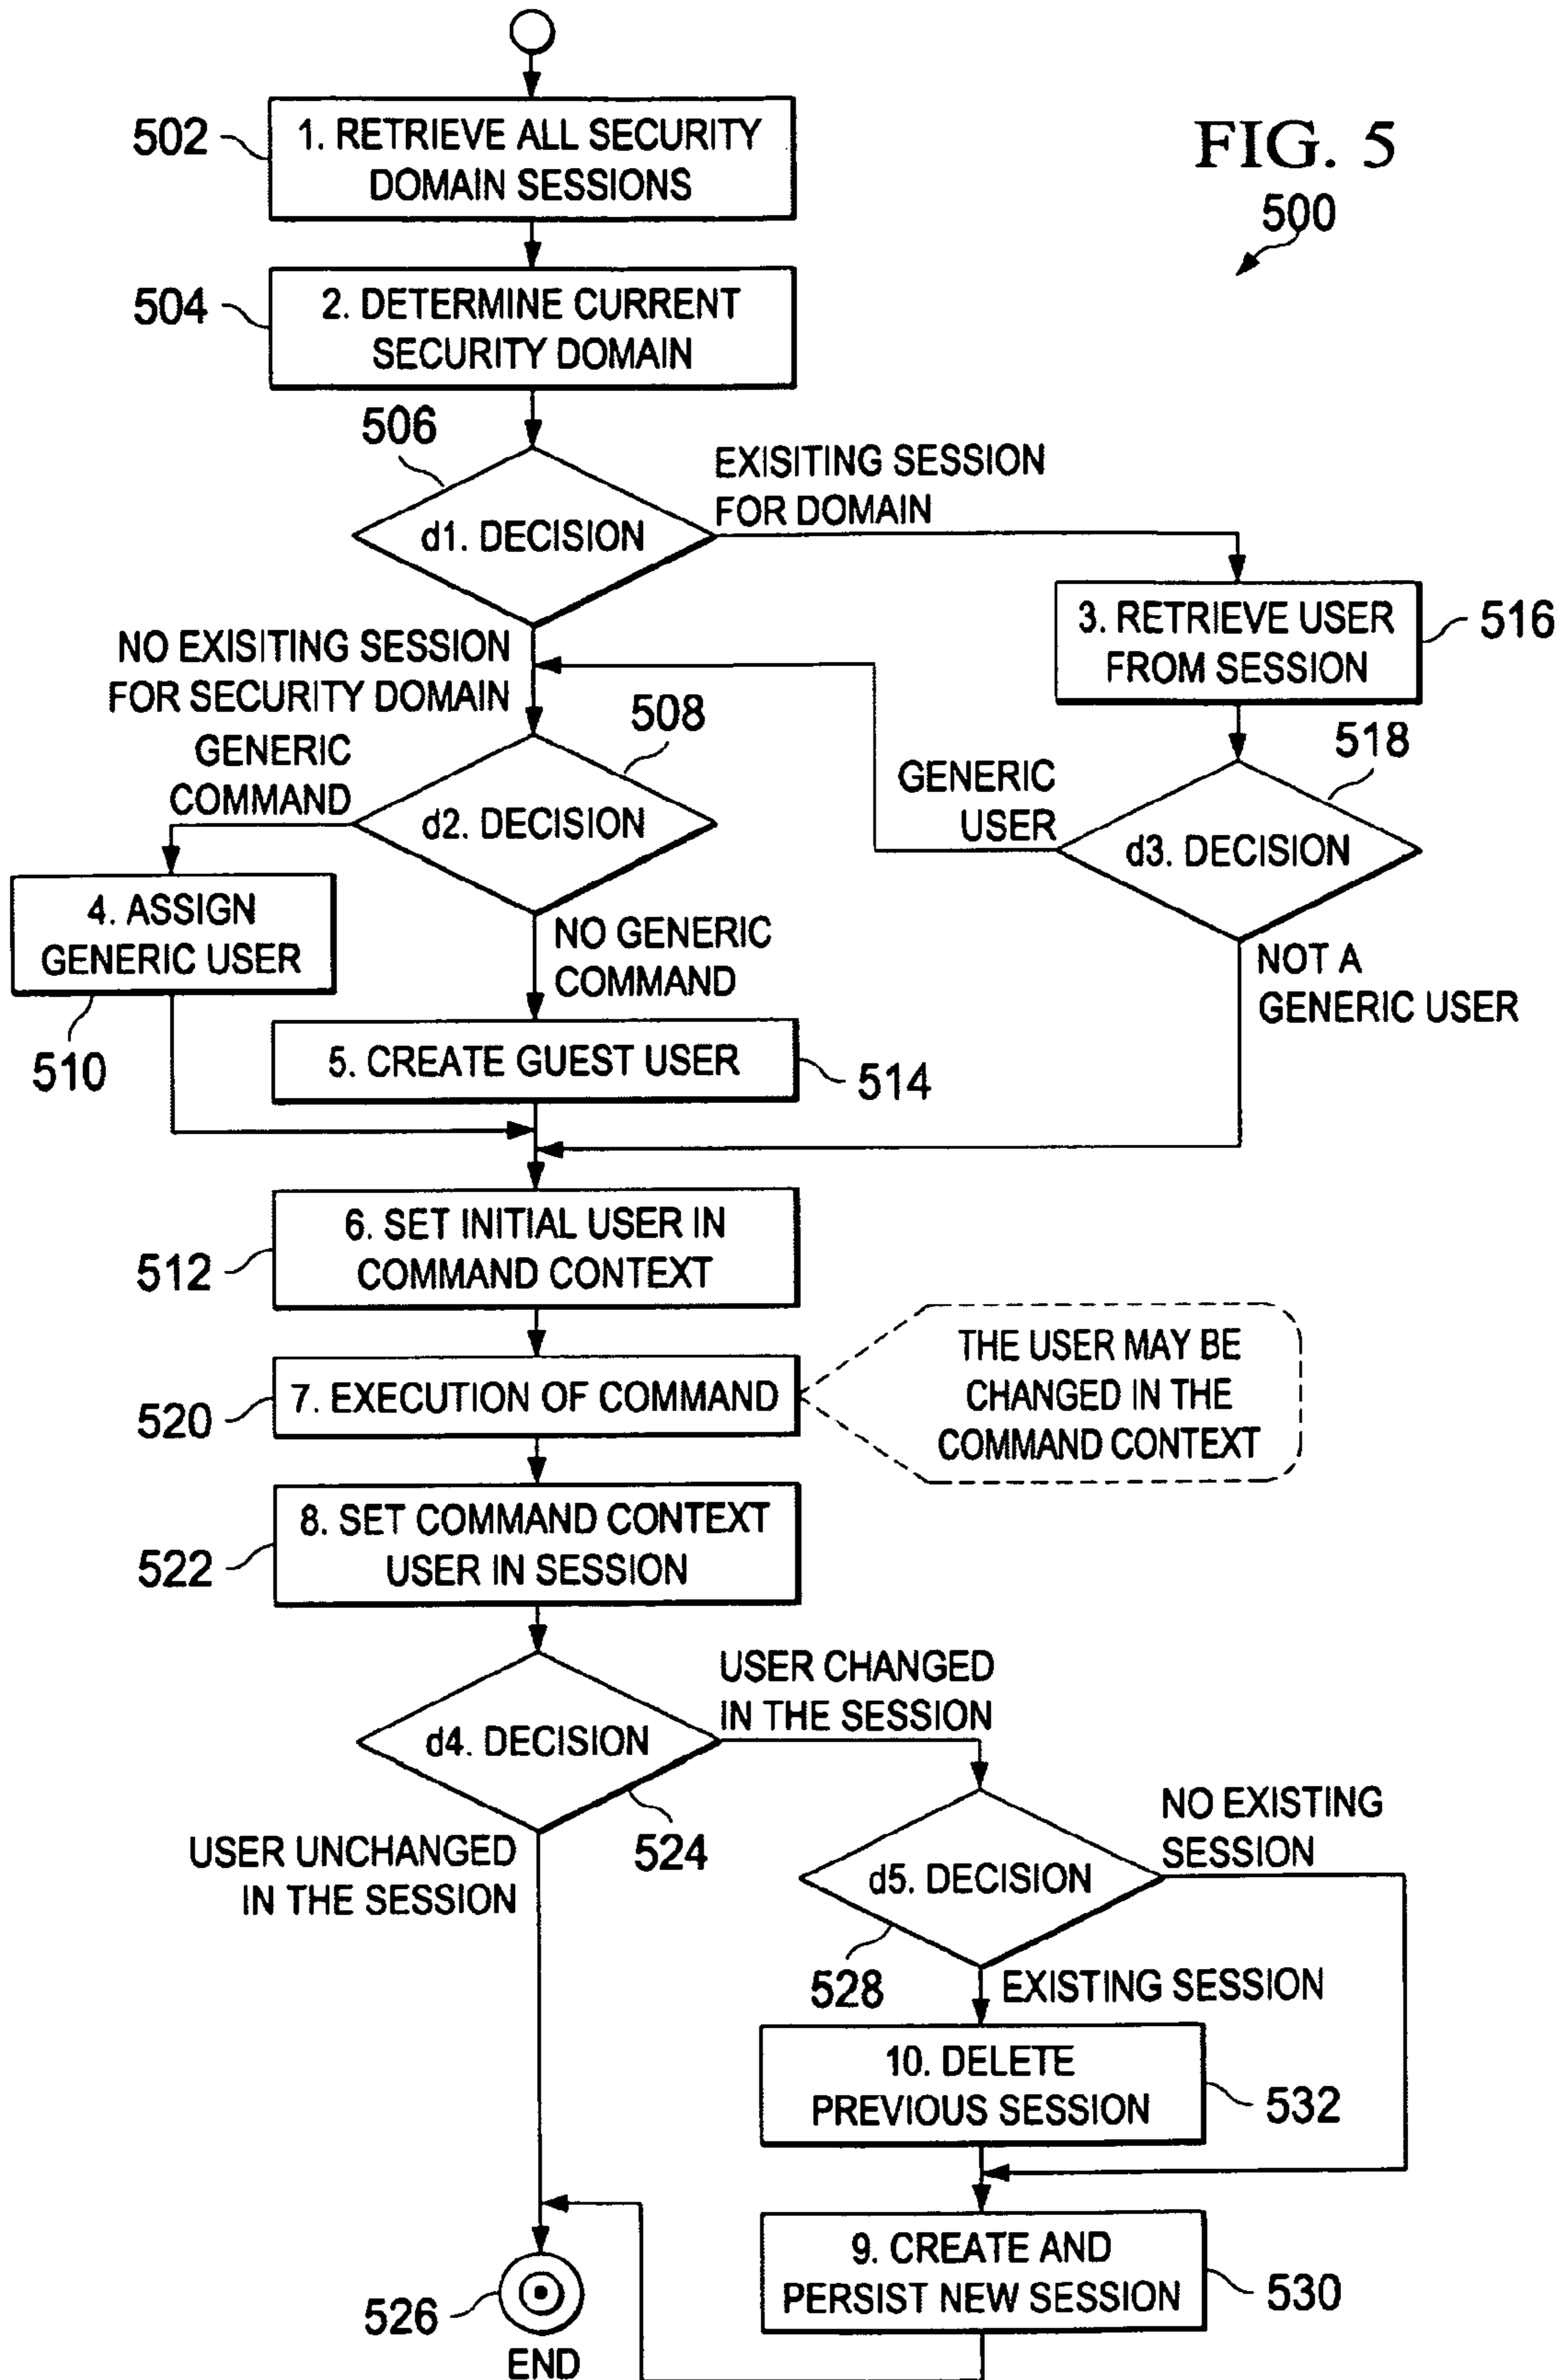 FIG. 5
500
502
1. RETRIEVE ALL SECURITY
DOMAIN SESSIONS
504
2. DETERMINE CURRENT
SECURITY DOMAIN
506
d1. DECISION
EXISITING SESSION
FOR DOMAIN
3. RETRIEVE USER
FROM SESSION
516
NO EXISITING SESSION
FOR SECURITY DOMAIN
508
d2. DECISION
GENERIC
COMMAND
518
d3. DECISION
GENERIC
USER
4. ASSIGN
GENERIC USER
510
NO GENERIC
COMMAND
NOT A
GENERIC USER
5. CREATE GUEST USER
514
512
6. SET INITIAL USER IN
COMMAND CONTEXT
520
7. EXECUTION OF COMMAND
THE USER MAY BE
CHANGED IN THE
COMMAND CONTEXT
522
8. SET COMMAND CONTEXT
USER IN SESSION
d4. DECISION
524
USER CHANGED
IN THE SESSION
USER UNCHANGED
IN THE SESSION
d5. DECISION
528
NO EXISTING
SESSION
EXISTING SESSION
10. DELETE
PREVIOUS SESSION
532
9. CREATE AND
PERSIST NEW SESSION
530
526
END